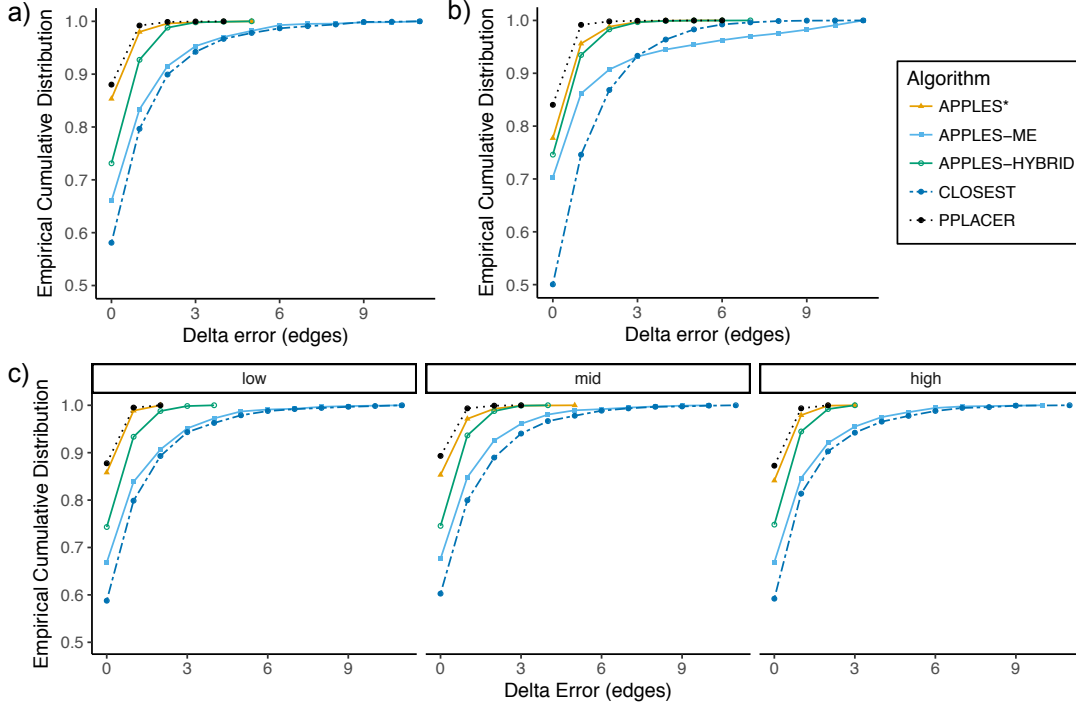 a)
Empirical Cumulative Distribution
1.0
0.9
0.8
0.7
0.6
0.5
0 3 6 9
Delta error (edges)
b)
Empirical Cumulative Distribution
1.0
0.9
0.8
0.7
0.6
0.5
0 3 6 9
Delta error (edges)
Algorithm
APPLES*
APPLES-ME
APPLES-HYBRID
CLOSEST
PPLACER
c)
low mid high
Empirical Cumulative Distribution
1.0
0.9
0.8
0.7
0.6
0.5
0 3 6 9 0 3 6 9 0 3 6 9
Delta Error (edges)